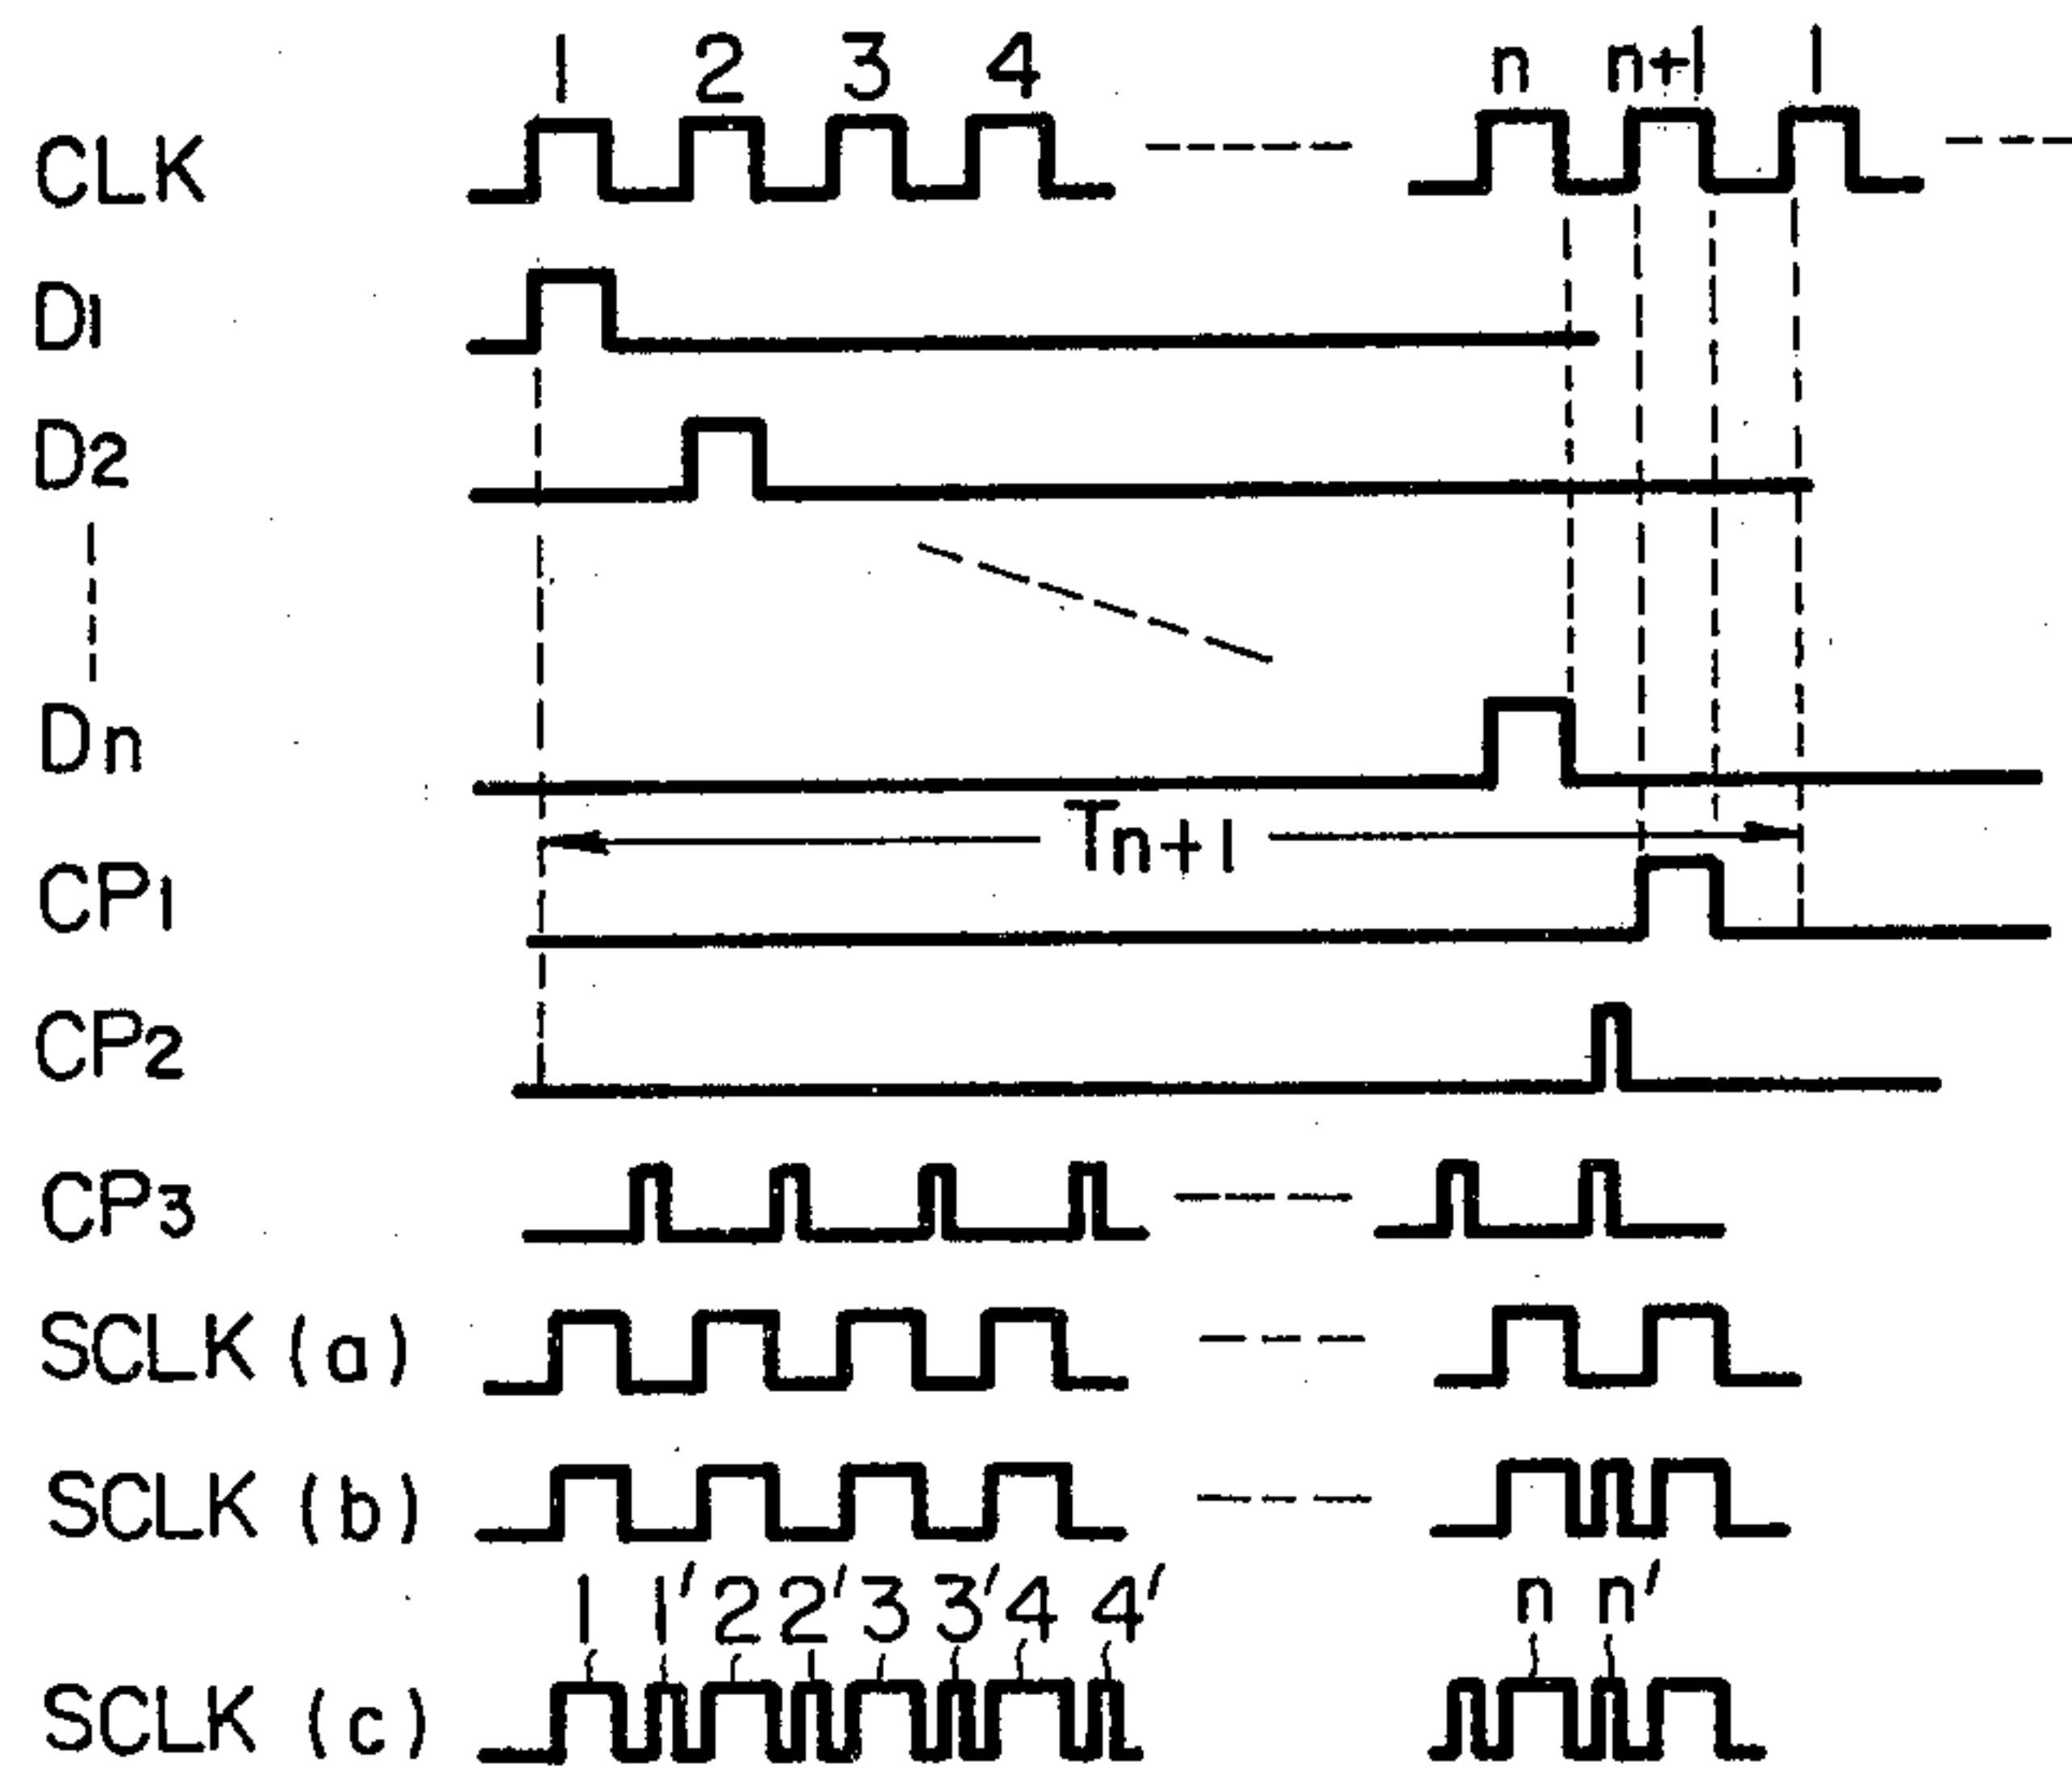 1 2 3 4 n n+1 1
CLK
D1
D2
Dn
Tn+1
CP1
CP2
CP3
SCLK (a)
SCLK (b)
1 1' 2 2' 3 3' 4 4' n n'
SCLK (c)